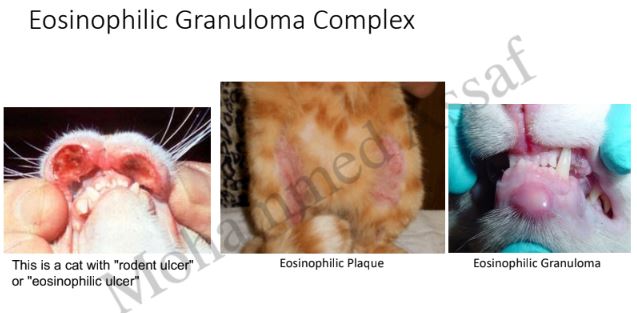 Eosinophilic Granuloma Complex
Mohammed Assaf
This is a cat with "rodent ulcer"
or "eosinophilic ulcer"
Eosinophilic Plaque
Eosinophilic Granuloma